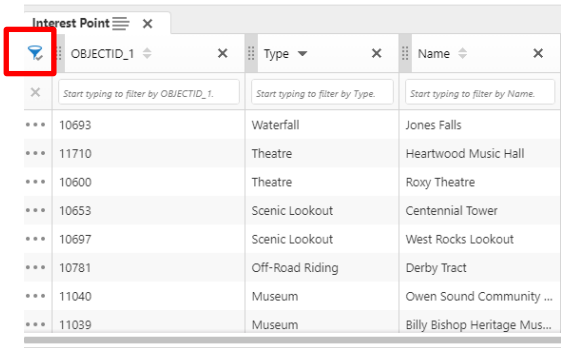 Interest Point
OBJECTID_1 Type Name
Start typing to filter by OBJECTID_1. Start typing to filter by Type. Start typing to filter by Name.
10693 Waterfall Jones Falls
11710 Theatre Heartwood Music Hall
10600 Theatre Roxy Theatre
10653 Scenic Lookout Centennial Tower
10697 Scenic Lookout West Rocks Lookout
10781 Off-Road Riding Derby Tract
11040 Museum Owen Sound Community ...
11039 Museum Billy Bishop Heritage Mus...